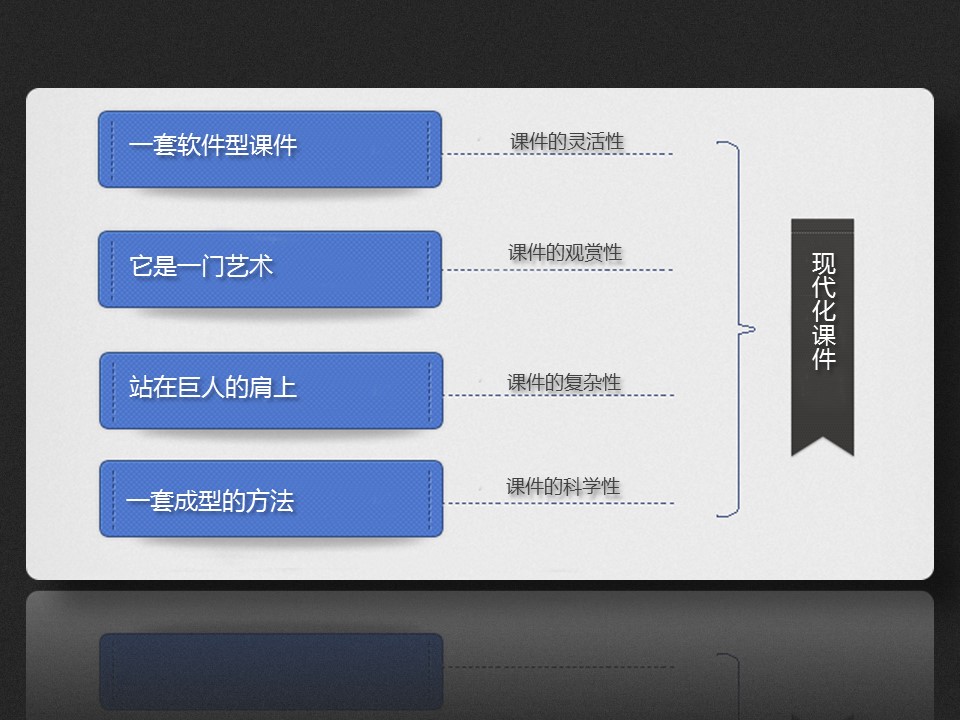 一套软件型课件
课件的灵活性
它是一门艺术
课件的观赏性
站在巨人的肩上
课件的复杂性
一套成型的方法
课件的科学性
现代化课件